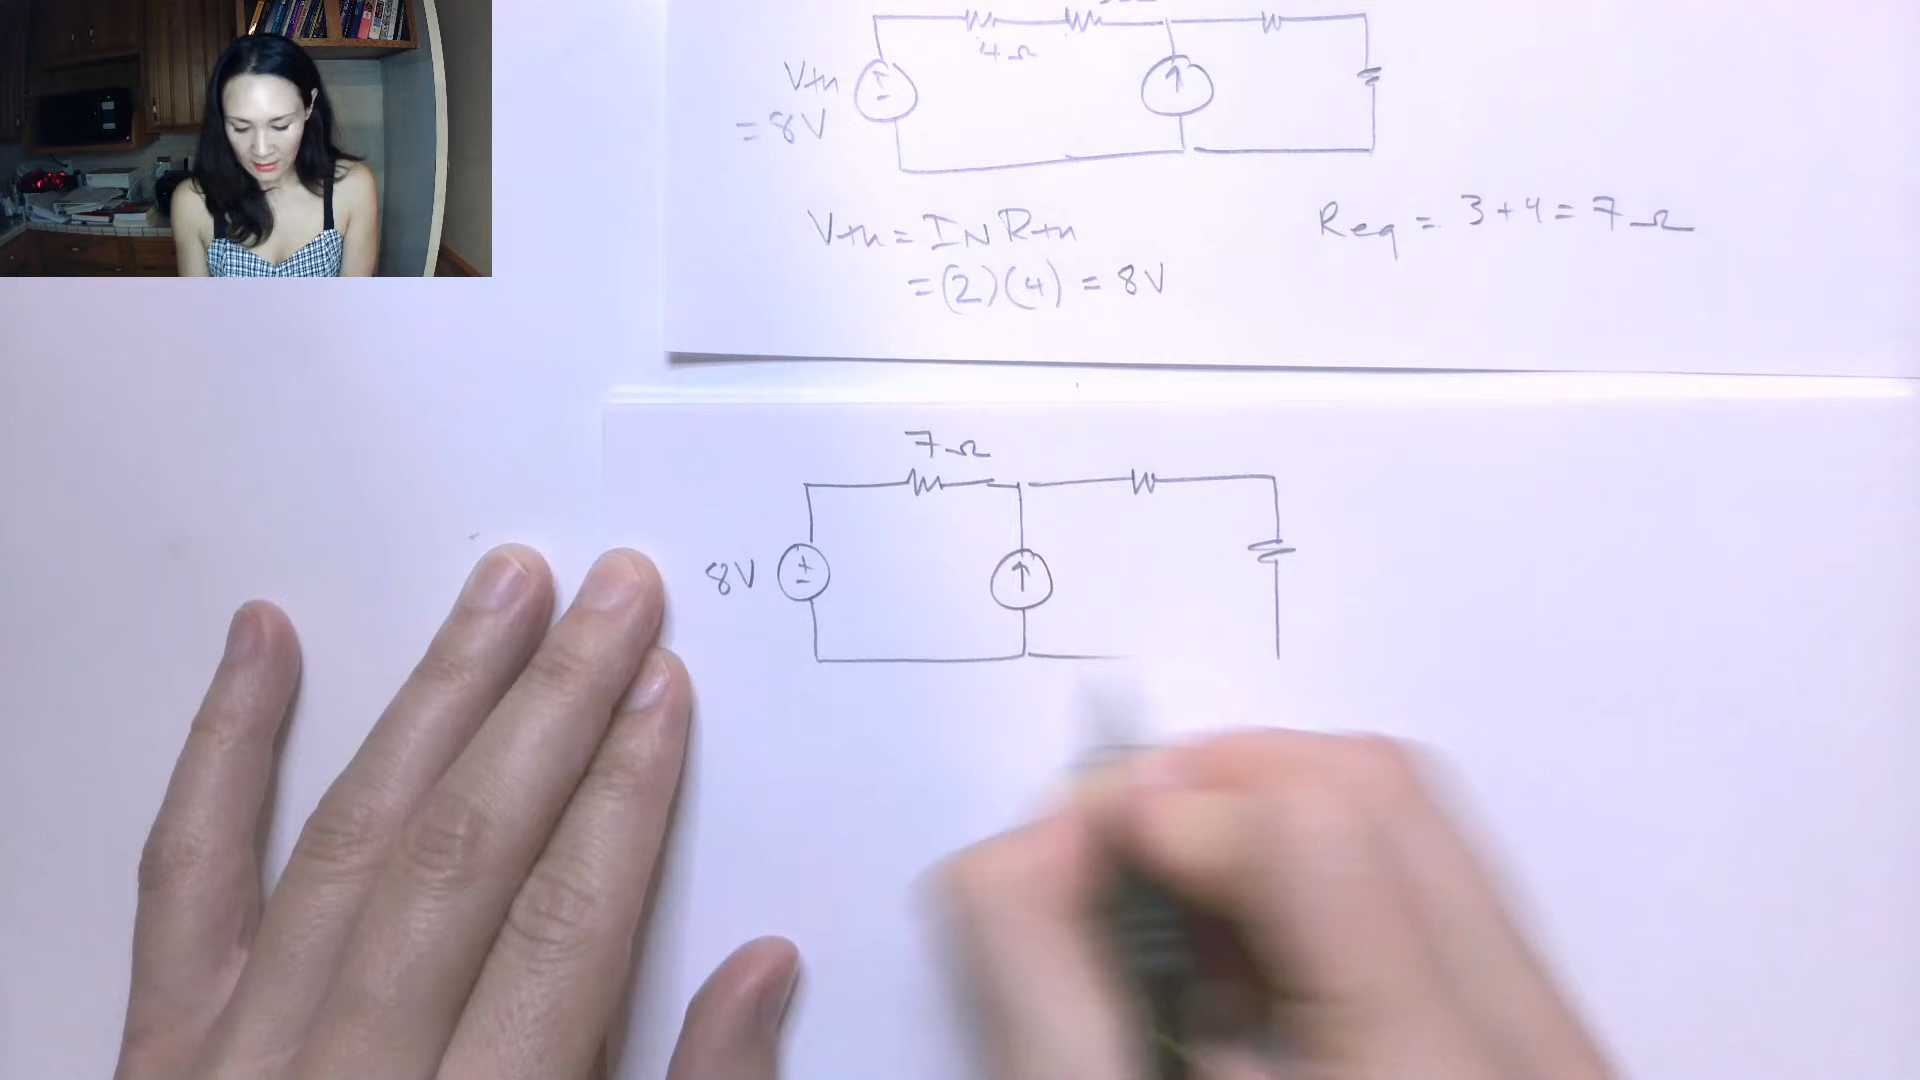 4Ω
Vth
= 8V
Vth = IN Rth
= (2)(4) = 8V
Req = 3+4 = 7Ω
7Ω
8V